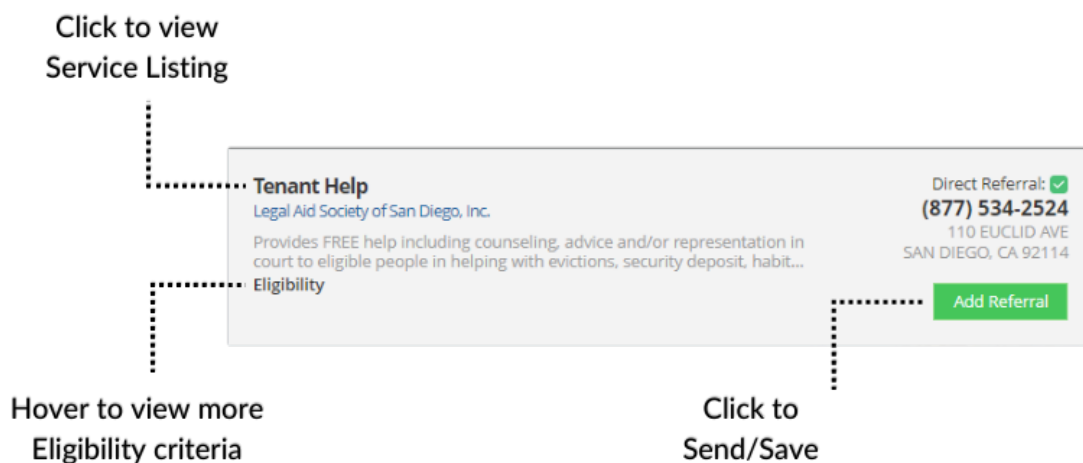 Click to view
Service Listing
Tenant Help
Legal Aid Society of San Diego, Inc.
Provides FREE help including counseling, advice and/or representation in
court to eligible people in helping with evictions, security deposit, habit...
Eligibility
Direct Referral:
(877) 534-2524
110 EUCLID AVE
SAN DIEGO, CA 92114
Add Referral
Hover to view more
Eligibility criteria
Click to
Send/Save